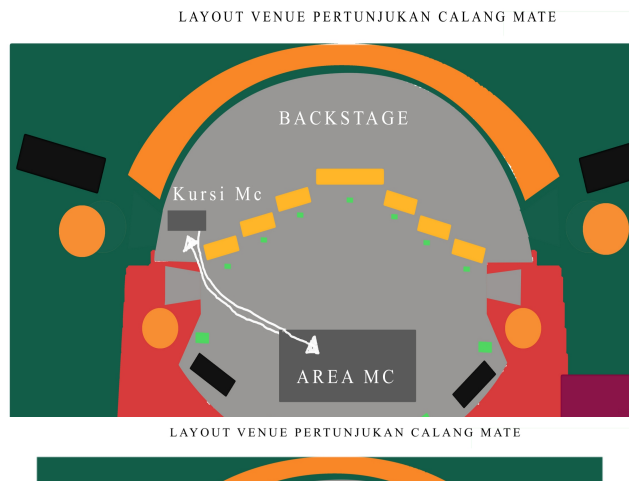 LAYOUT VENUE PERTUNJUKAN CALANG MATE
BACKSTAGE
Kursi Mc
AREA MC
LAYOUT VENUE PERTUNJUKAN CALANG MATE